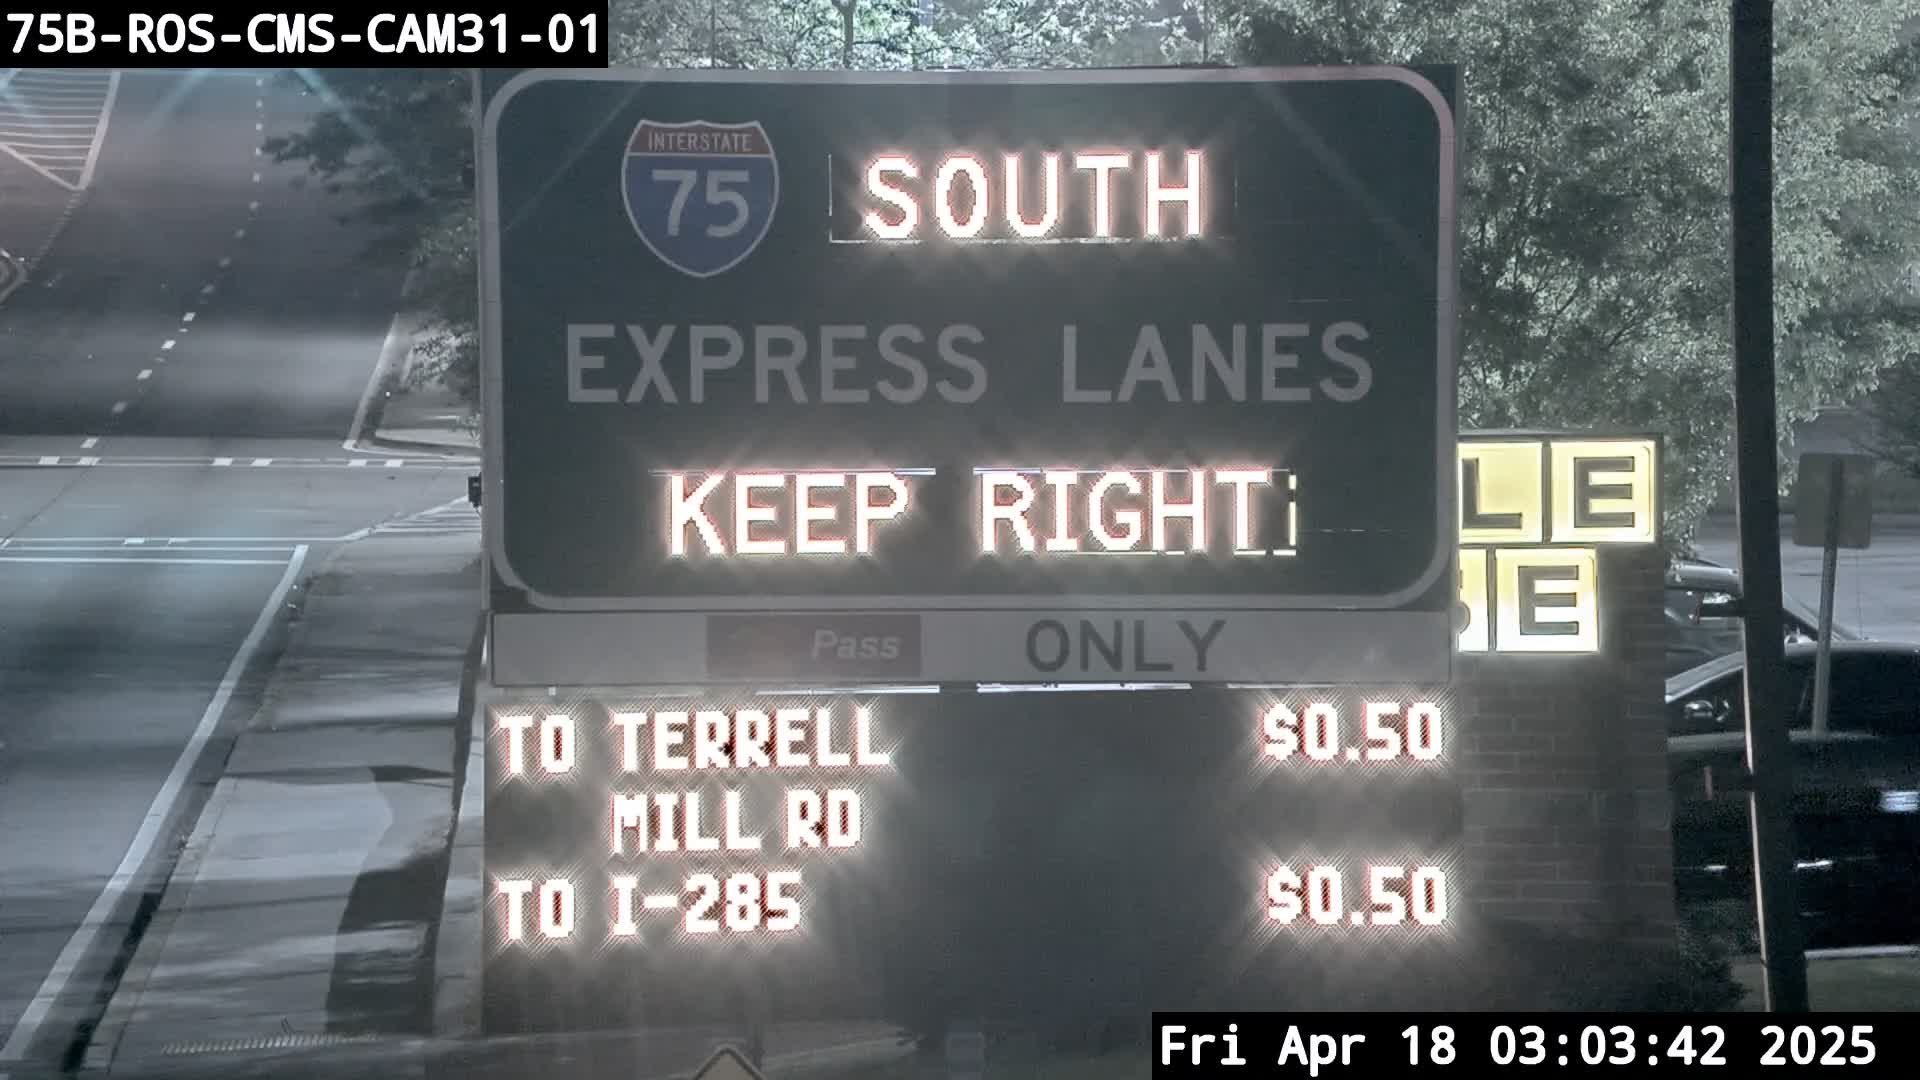 75B-ROS-CMS-CAM31-01
INTERSTATE
75
SOUTH
EXPRESS LANES
KEEP RIGHT
Pass ONLY
TO TERRELL $0.50
MILL RD
TO I-285 $0.50
LE
E
Fri Apr 18 03:03:42 2025